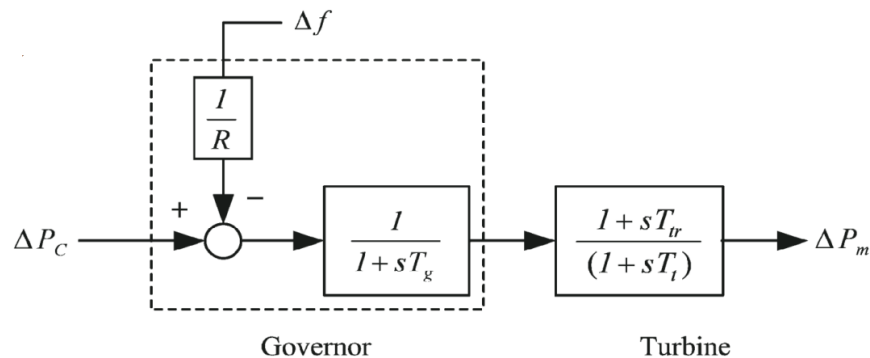 Δf
1
R
+
−
ΔP_C
1
1+sT_g
1+sT_tr
(1+sT_t)
ΔP_m
Governor
Turbine